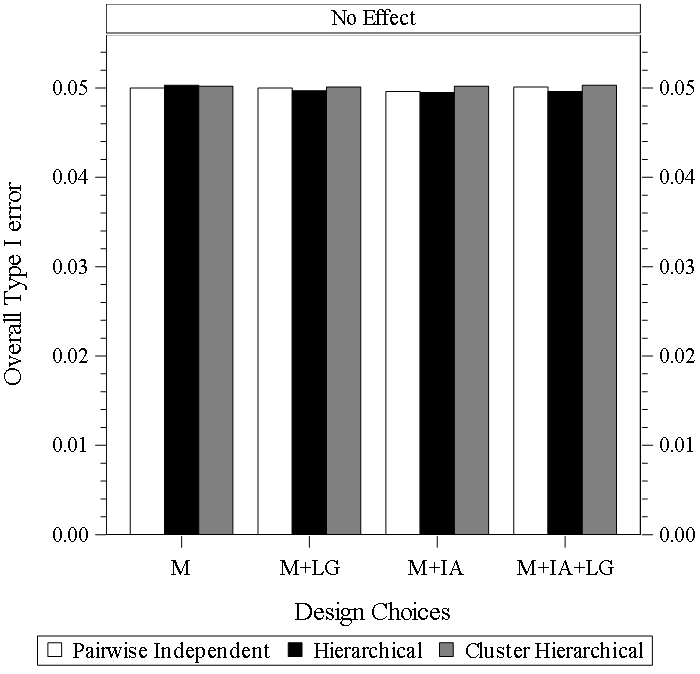 No Effect
Overall Type I error
0.05 0.05
0.04 0.04
0.03 0.03
0.02 0.02
0.01 0.01
0.00 0.00
M M+LG M+IA M+IA+LG
Design Choices
Pairwise Independent Hierarchical Cluster Hierarchical